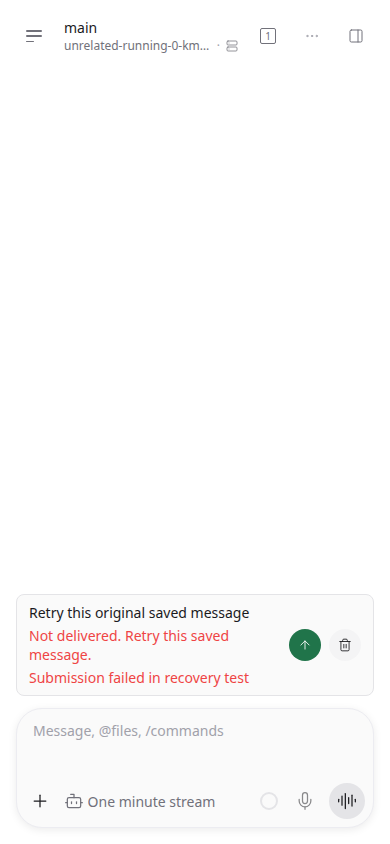 main
unrelated-running-0-km... ·
1
Retry this original saved message
Not delivered. Retry this saved
message.
Submission failed in recovery test
Message, @files, /commands
One minute stream